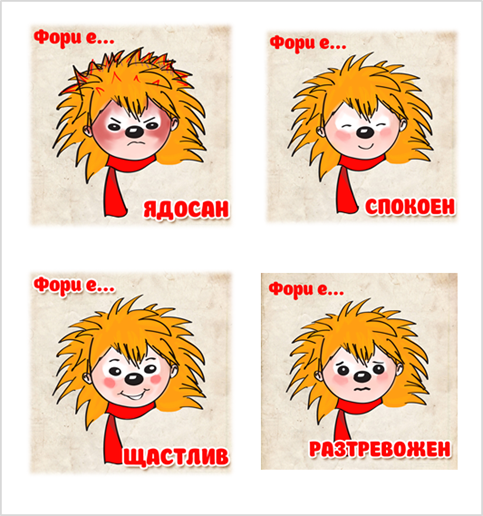 Фори е...
ЯДОСАН
Фори е...
СПОКОЕН
Фори е...
ЩАСТЛИВ
Фори е...
РАЗТРЕВОЖЕН